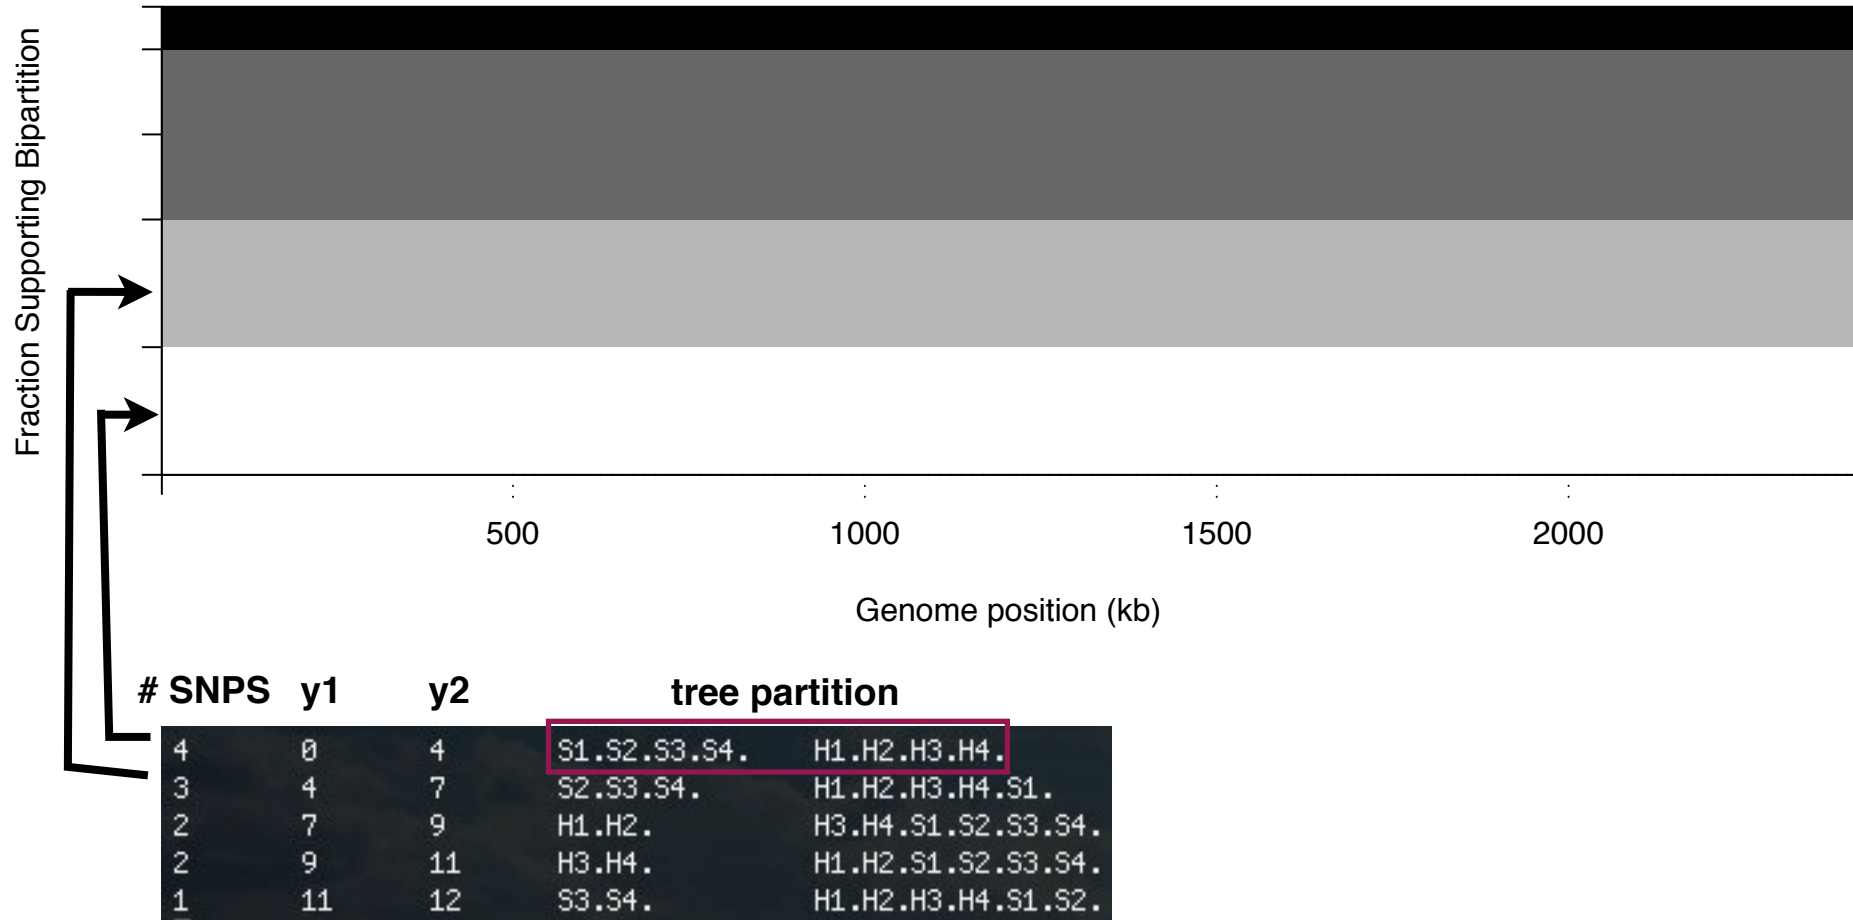 Fraction Supporting Bipartition
500 1000 1500 2000
Genome position (kb)
# SNPS y1 y2 tree partition
4 0 4 S1.S2.S3.S4. H1.H2.H3.H4.
3 4 7 S2.S3.S4. H1.H2.H3.H4.S1.
2 7 9 H1.H2. H3.H4.S1.S2.S3.S4.
2 9 11 H3.H4. H1.H2.S1.S2.S3.S4.
1 11 12 S3.S4. H1.H2.H3.H4.S1.S2.